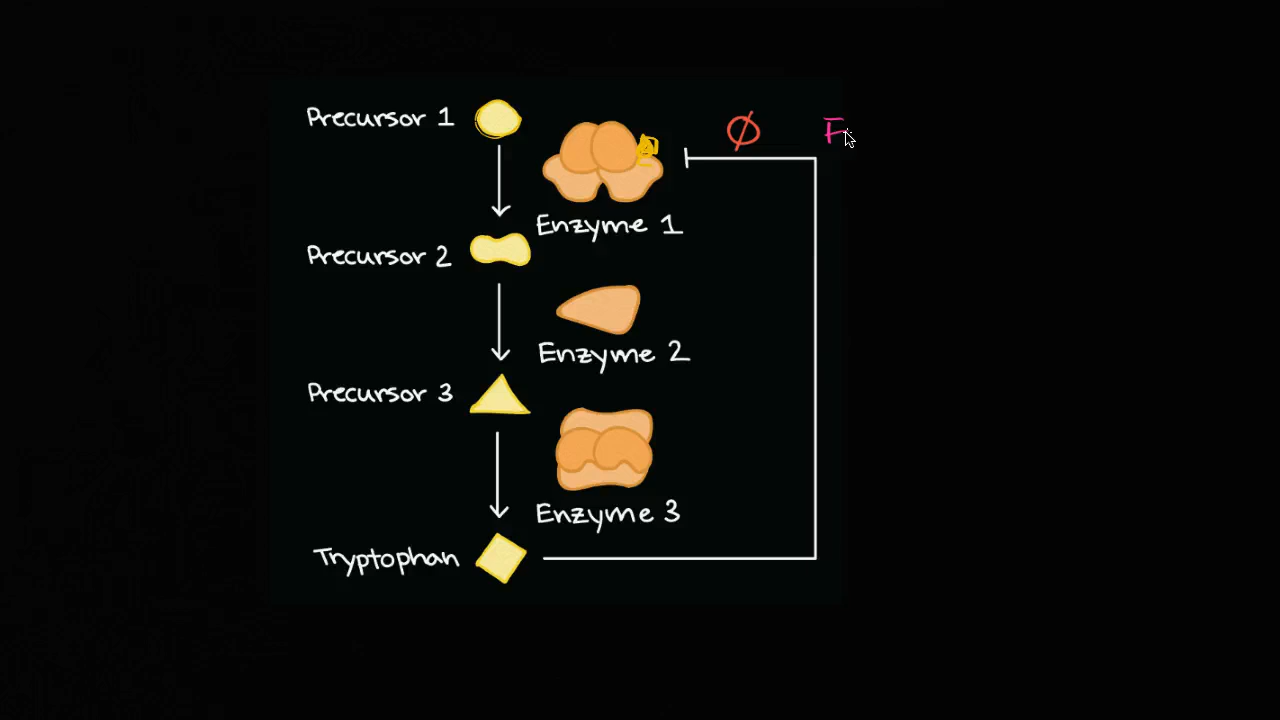 Precursor 1
Ø F
Enzyme 1
Precursor 2
Enzyme 2
Precursor 3
Enzyme 3
Tryptophan